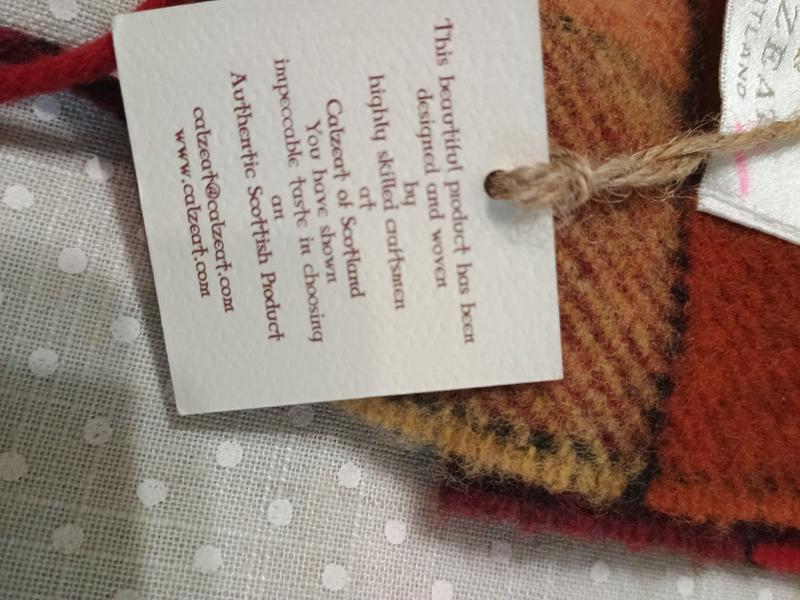 This beautiful product has been
designed and woven
by
highly skilled craftsmen
at
Calzeat of Scotland
You have shown
impeccable taste in choosing
an
Authentic Scottish Product
calzeat@calzeat.com
www.calzeat.com